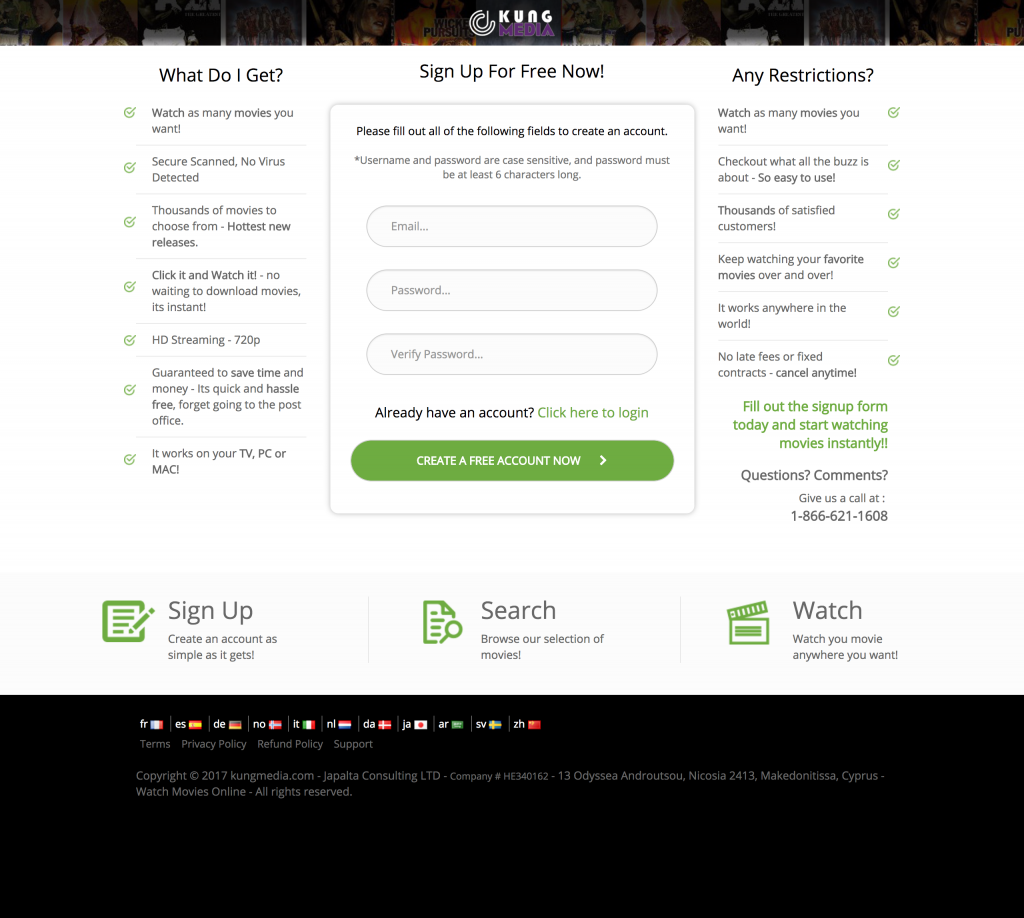 KUNG
MEDIA
What Do I Get?
Watch as many movies you
want!
Secure Scanned, No Virus
Detected
Thousands of movies to
choose from - Hottest new
releases.
Click it and Watch it! - no
waiting to download movies,
its instant!
HD Streaming - 720p
Guaranteed to save time and
money - Its quick and hassle
free, forget going to the post
office.
It works on your TV, PC or
MAC!
Sign Up For Free Now!
Please fill out all of the following fields to create an account.
*Username and password are case sensitive, and password must
be at least 6 characters long.
Email...
Password...
Verify Password...
Already have an account? Click here to login
CREATE A FREE ACCOUNT NOW
Any Restrictions?
Watch as many movies you
want!
Checkout what all the buzz is
about - So easy to use!
Thousands of satisfied
customers!
Keep watching your favorite
movies over and over!
It works anywhere in the
world!
No late fees or fixed
contracts - cancel anytime!
Fill out the signup form
today and start watching
movies instantly!!
Questions? Comments?
Give us a call at :
1-866-621-1608
Sign Up
Create an account as
simple as it gets!
Search
Browse our selection of
movies!
Watch
Watch you movie
anywhere you want!
fr es de no it nl da ja ar sv zh
Terms Privacy Policy Refund Policy Support
Copyright © 2017 kungmedia.com - Japalta Consulting LTD - Company # HE340162 - 13 Odyssea Androutsou, Nicosia 2413, Makedonitissa, Cyprus -
Watch Movies Online - All rights reserved.